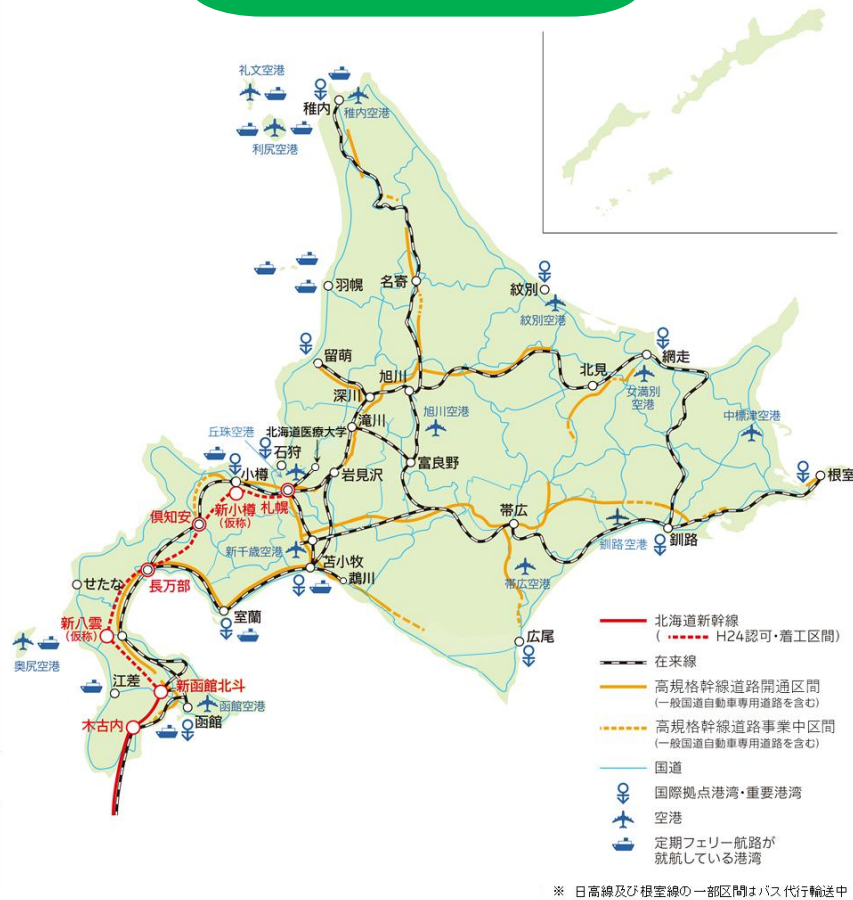 礼文空港
稚内
稚内空港
利尻空港
羽幌
名寄
紋別
紋別空港
留萌
旭川
北見
網走
女満別
空港
深川
旭川空港
中標津空港
滝川
丘珠空港
北海道医療大学
石狩
富良野
小樽
岩見沢
根室
倶知安
新小樽
(仮称)
札幌
帯広
新千歳空港
釧路空港
釧路
苫小牧
鵡川
帯広空港
せたな
長万部
室蘭
新八雲
(仮称)
広尾
奥尻空港
江差
新函館北斗
函館空港
木古内
函館
北海道新幹線
( H24認可・着工区間)
在来線
高規格幹線道路開通区間
(一般国道自動車専用道路を含む)
高規格幹線道路事業中区間
(一般国道自動車専用道路を含む)
国道
国際拠点港湾・重要港湾
空港
定期フェリー航路が
就航している港湾
※ 日高線及び根室線の一部区間はバス代行輸送中